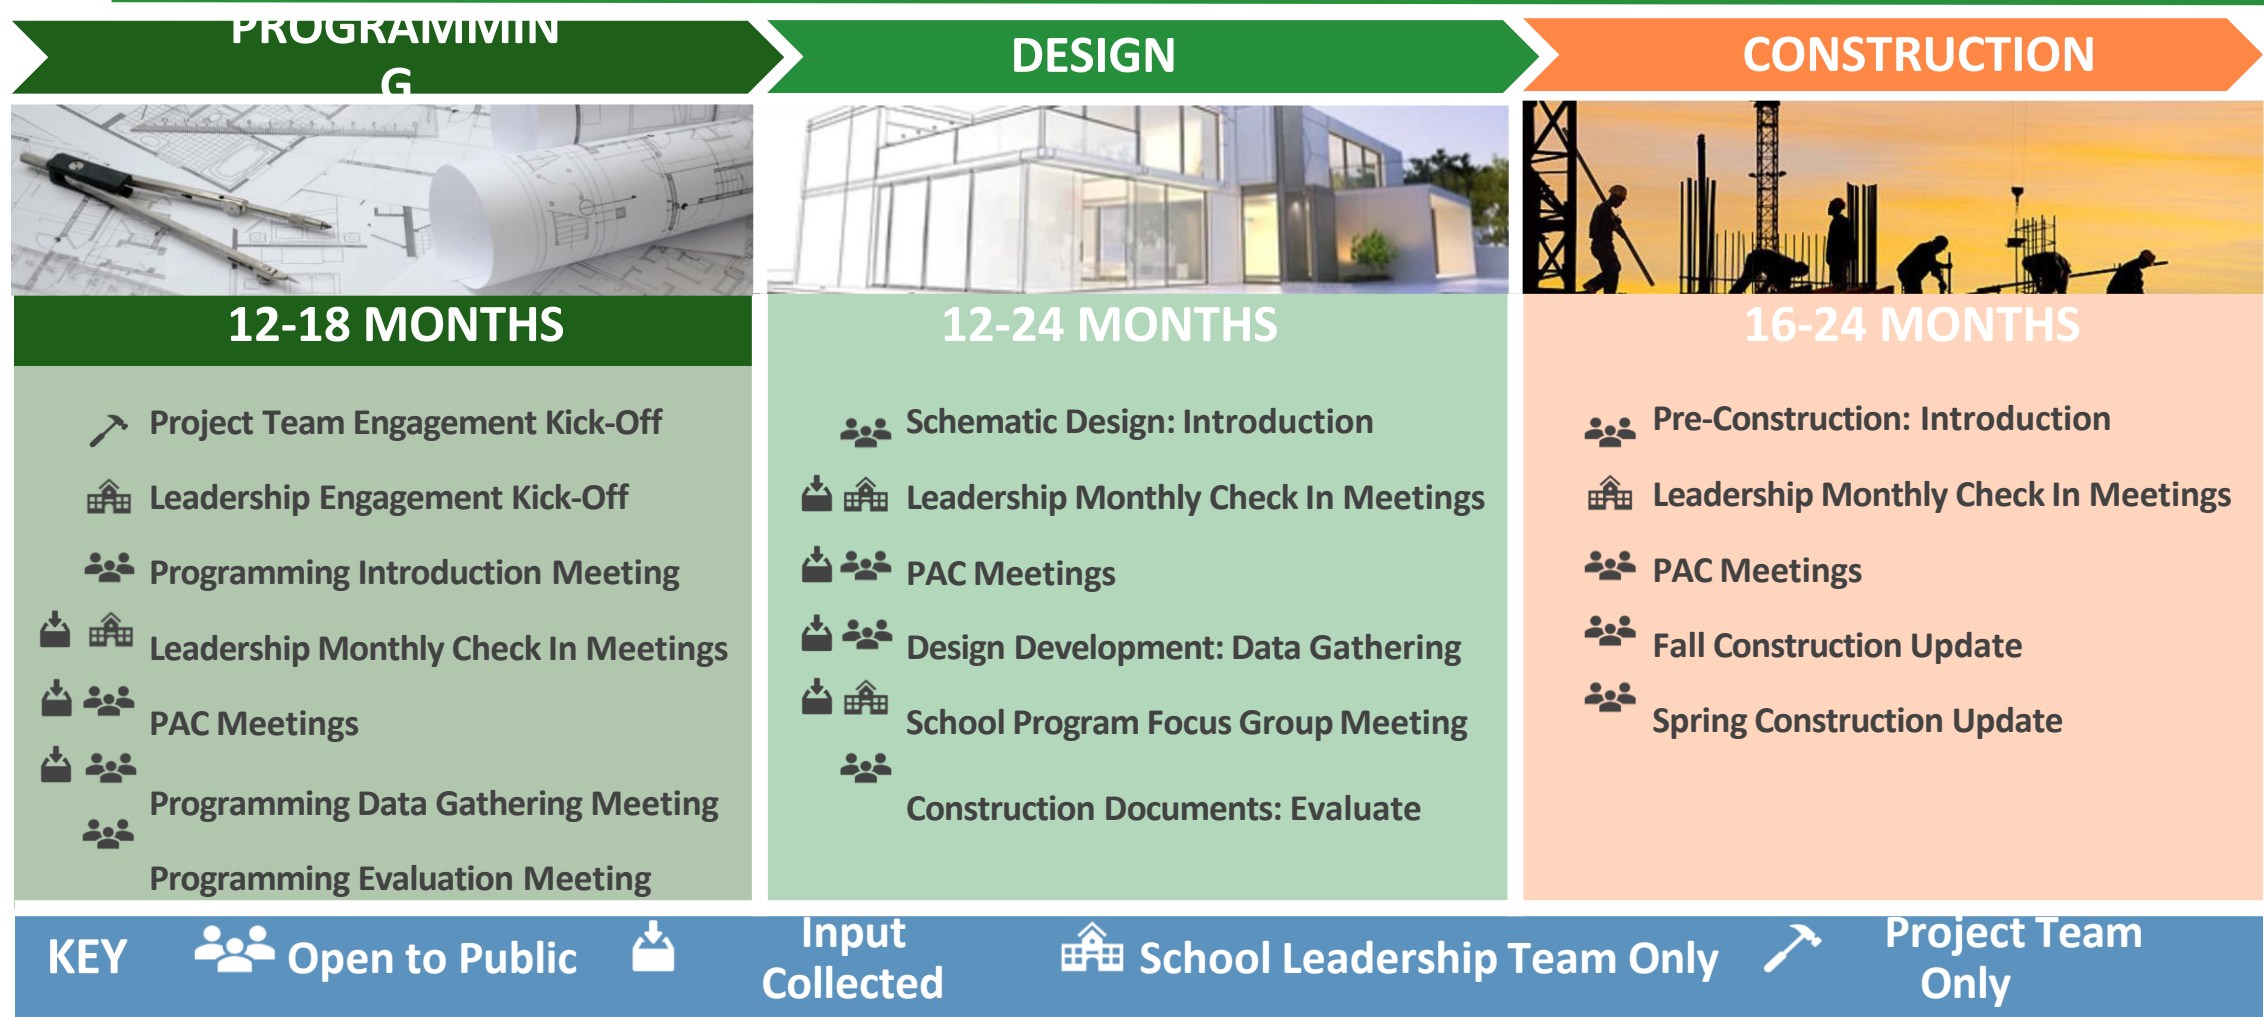 PROGRAMMIN
G
DESIGN
CONSTRUCTION
12-18 MONTHS
Project Team Engagement Kick-Off
Leadership Engagement Kick-Off
Programming Introduction Meeting
Leadership Monthly Check In Meetings
PAC Meetings
Programming Data Gathering Meeting
Programming Evaluation Meeting
12-24 MONTHS
Schematic Design: Introduction
Leadership Monthly Check In Meetings
PAC Meetings
Design Development: Data Gathering
School Program Focus Group Meeting
Construction Documents: Evaluate
16-24 MONTHS
Pre-Construction: Introduction
Leadership Monthly Check In Meetings
PAC Meetings
Fall Construction Update
Spring Construction Update
KEY
Open to Public
Input
Collected
School Leadership Team Only
Project Team
Only